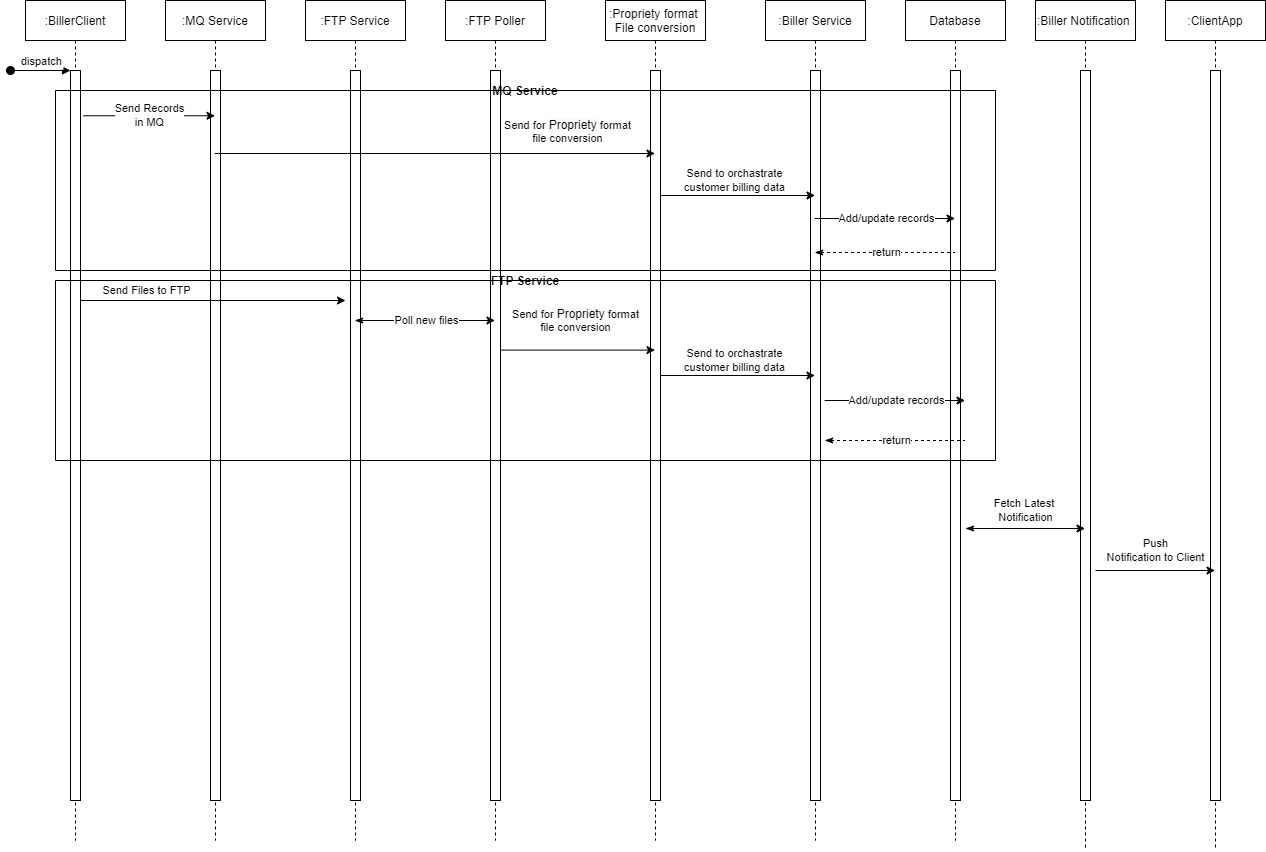 :BillerClient
:MQ Service
:FTP Service
:FTP Poller
:Propriety format
File conversion
:Biller Service
Database
:Biller Notification
:ClientApp
dispatch
MQ Service
Send Records
in MQ
Send for Propriety format
file conversion
Send to orchastrate
customer billing data
Add/update records
return
FTP Service
Send Files to FTP
Poll new files
Send for Propriety format
file conversion
Send to orchastrate
customer billing data
Add/update records
return
Fetch Latest
Notification
Push
Notification to Client